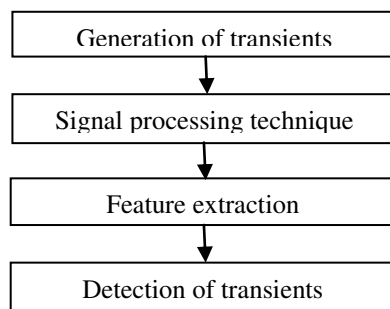 Generation of transients
Signal processing technique
Feature extraction
Detection of transients